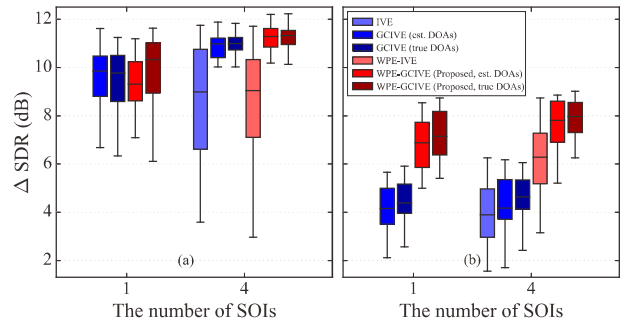 Δ SDR (dB)
12
10
8
6
4
2
(a)
1
4
The number of SOIs
IVE
GCIVE (est. DOAs)
GCIVE (true DOAs)
WPE-IVE
WPE-GCIVE (Proposed, est. DOAs)
WPE-GCIVE (Proposed, true DOAs)
(b)
1
4
The number of SOIs